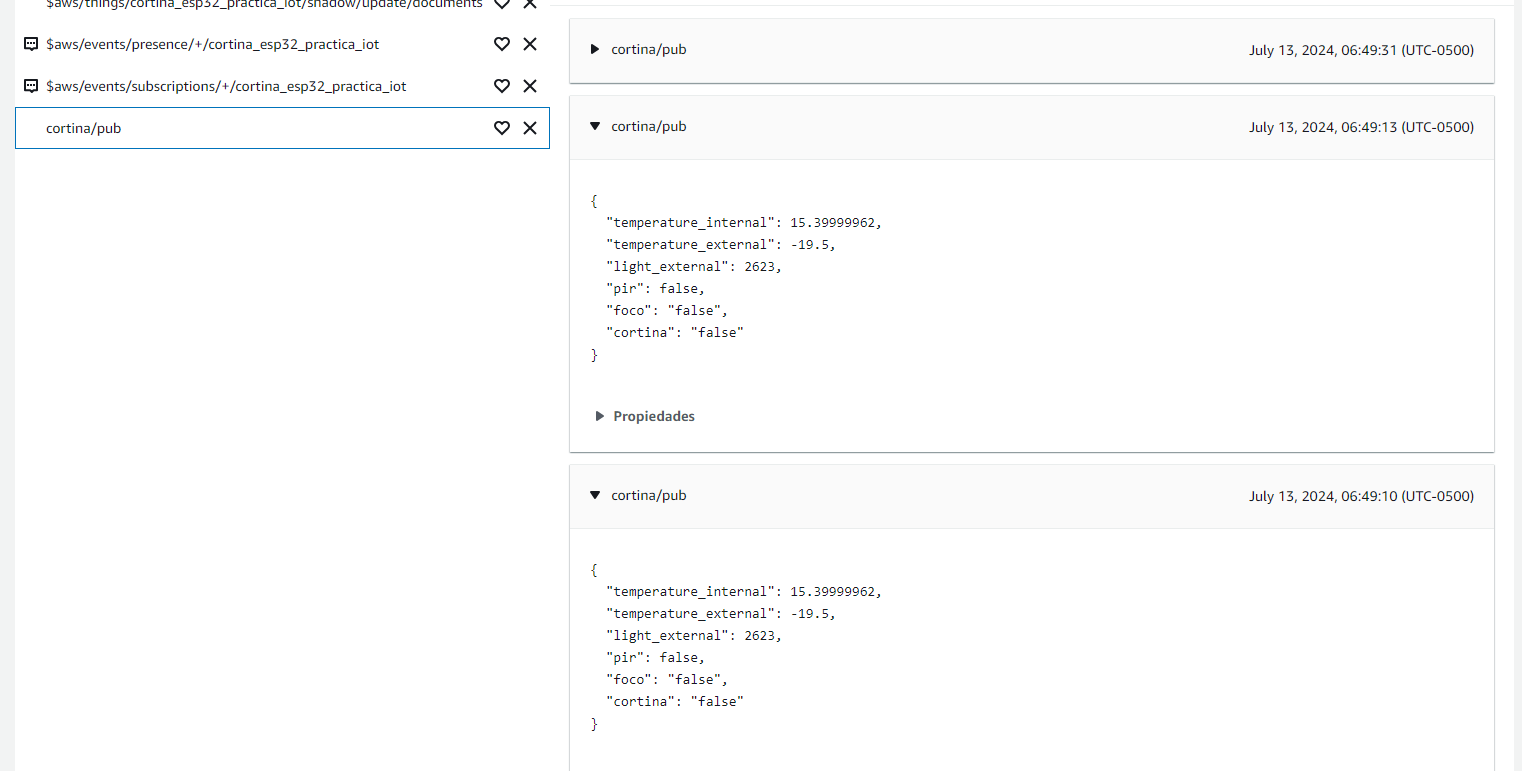 $aws/things/cortina_esp32_practica_iot/shadow/update/documents
$aws/events/presence/+/cortina_esp32_practica_iot
$aws/events/subscriptions/+/cortina_esp32_practica_iot
cortina/pub
cortina/pub July 13, 2024, 06:49:31 (UTC-0500)
cortina/pub July 13, 2024, 06:49:13 (UTC-0500)
{
"temperature_internal": 15.39999962,
"temperature_external": -19.5,
"light_external": 2623,
"pir": false,
"foco": "false",
"cortina": "false"
}
Propiedades
cortina/pub July 13, 2024, 06:49:10 (UTC-0500)
{
"temperature_internal": 15.39999962,
"temperature_external": -19.5,
"light_external": 2623,
"pir": false,
"foco": "false",
"cortina": "false"
}